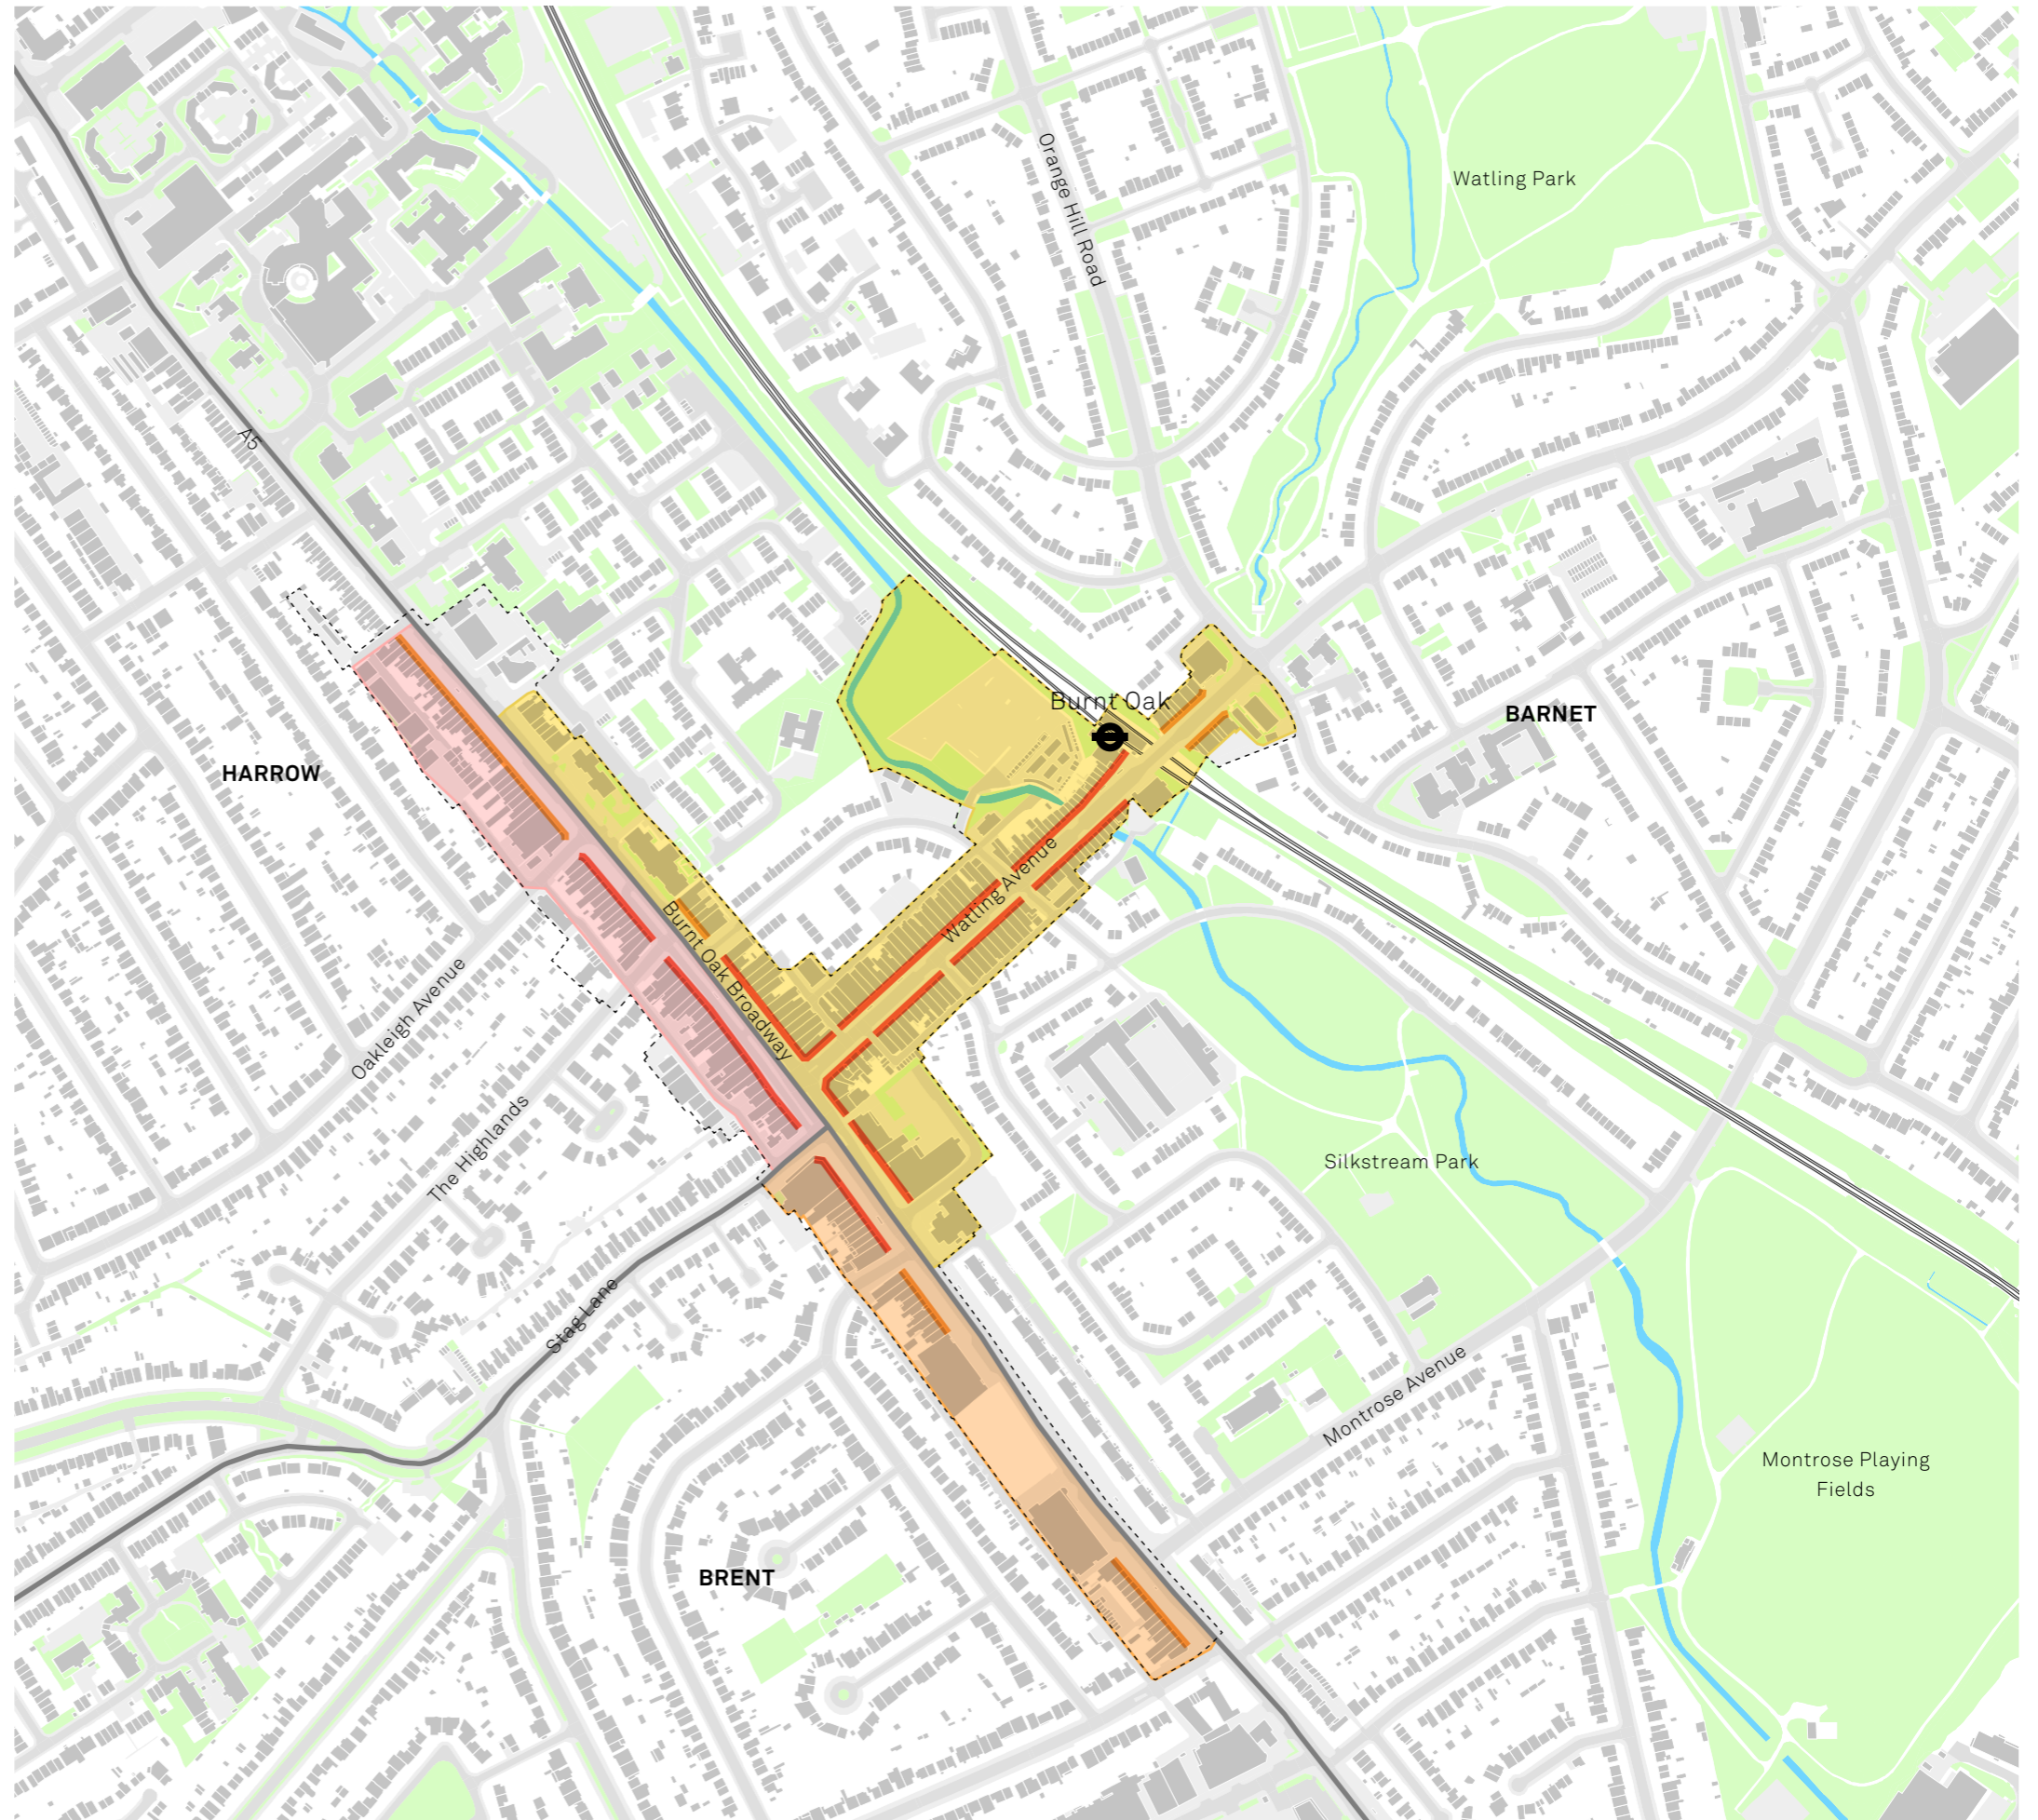 Orange Hill Road
Watling Park
A5
Burnt Oak
BARNET
HARROW
Watling Avenue
Burnt Oak Broadway
Oakleigh Avenue
The Highlands
Silkstream Park
Stag Lane
Montrose Avenue
Montrose Playing
Fields
BRENT